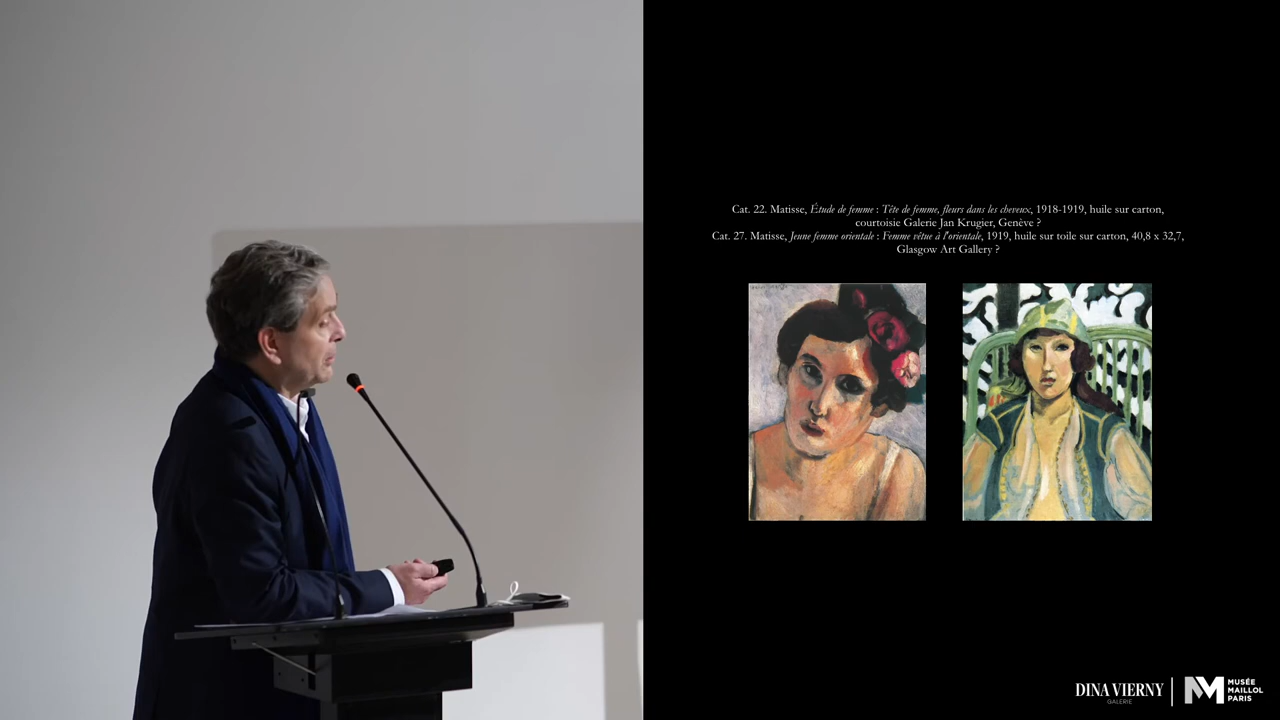 Cat. 22. Matisse, Étude de femme : Tête de femme, fleurs dans les cheveux, 1918-1919, huile sur carton,
courtoisie Galerie Jan Krugier, Genève ?
Cat. 27. Matisse, Jeune femme orientale : Femme vêtue à l'orientale, 1919, huile sur toile sur carton, 40,8 x 32,7,
Glasgow Art Gallery ?
DINA VIERNY
GALERIE
MUSÉE
MAILLOL
PARIS